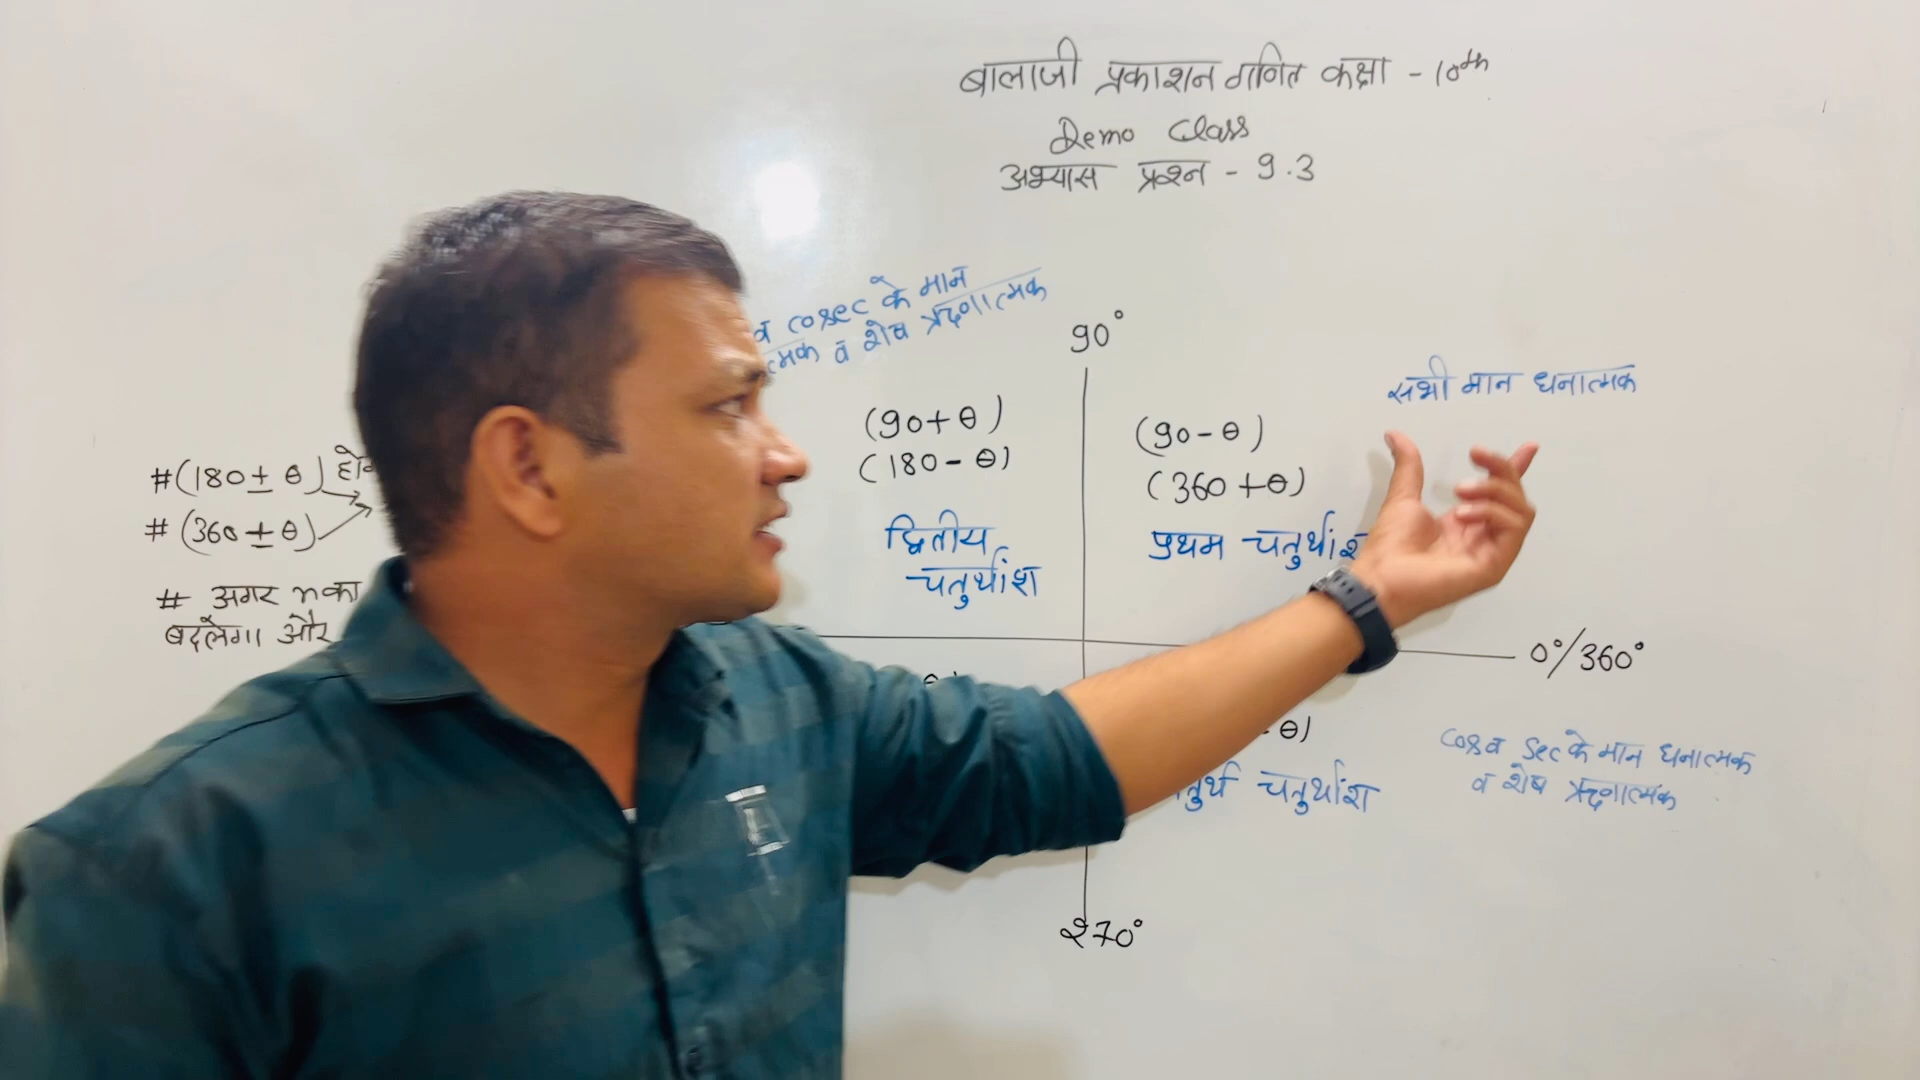 बालाजी प्रकाशन गणित कक्षा - 10th
Demo Class
अभ्यास प्रश्न - 9.3
व cosec के मान
त्मक व शेष ऋणात्मक
90°
सभी मान धनात्मक
(90+θ)
(180-θ)
द्वितीय
चतुर्थांश
(90-θ)
(360+θ)
प्रथम चतुर्थांश
#(180±θ)
#(360±θ)
# अगर n का
बदलेगा और
0°/360°
θ)
चतुर्थांश
cos व sec के मान धनात्मक
व शेष ऋणात्मक
270°